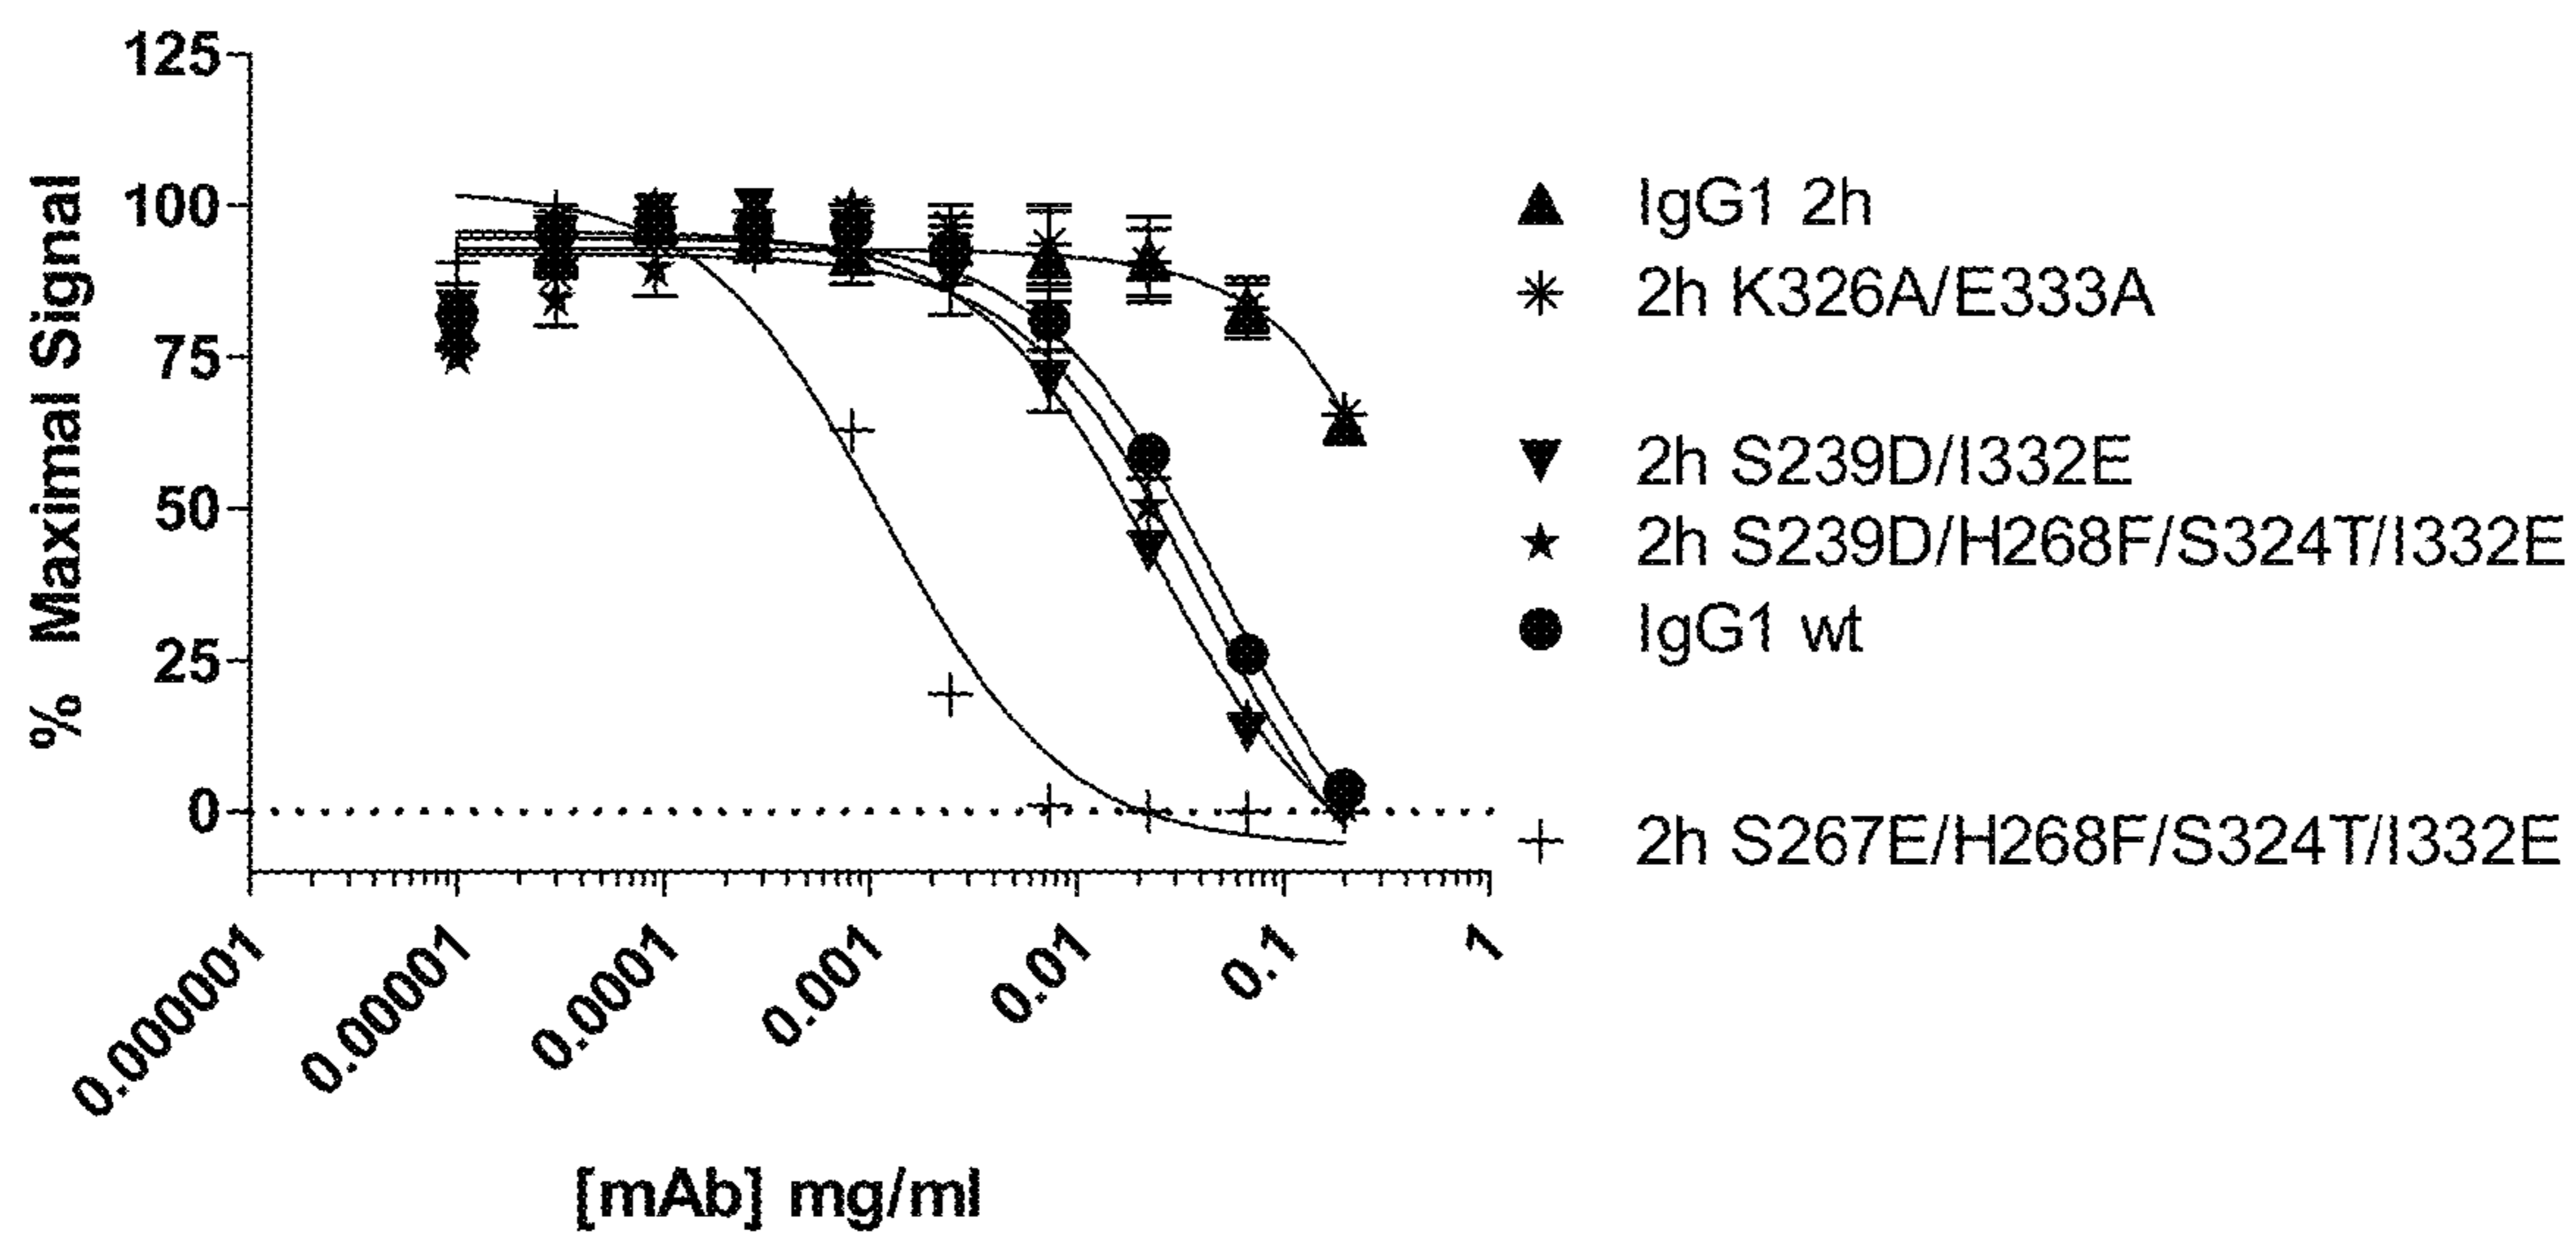 % Maximal Signal
125
100
75
50
25
0
0.000001
0.00001
0.0001
0.001
0.01
0.1
1
[mAb] mg/ml
IgG1 2h
2h K326A/E333A
2h S239D/I332E
2h S239D/H268F/S324T/I332E
IgG1 wt
2h S267E/H268F/S324T/I332E